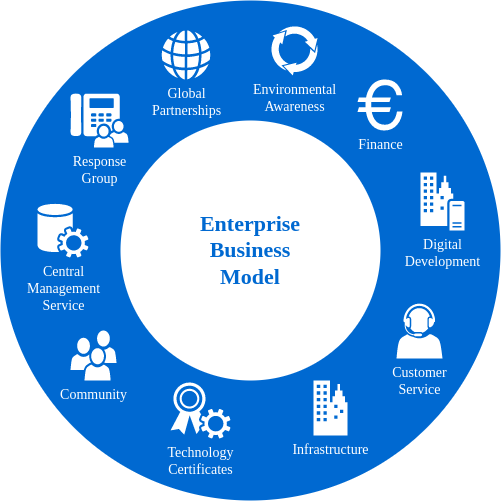 Global
Partnerships
Environmental
Awareness
Finance
Digital
Development
Customer
Service
Infrastructure
Technology
Certificates
Community
Central
Management
Service
Response
Group
Enterprise
Business
Model